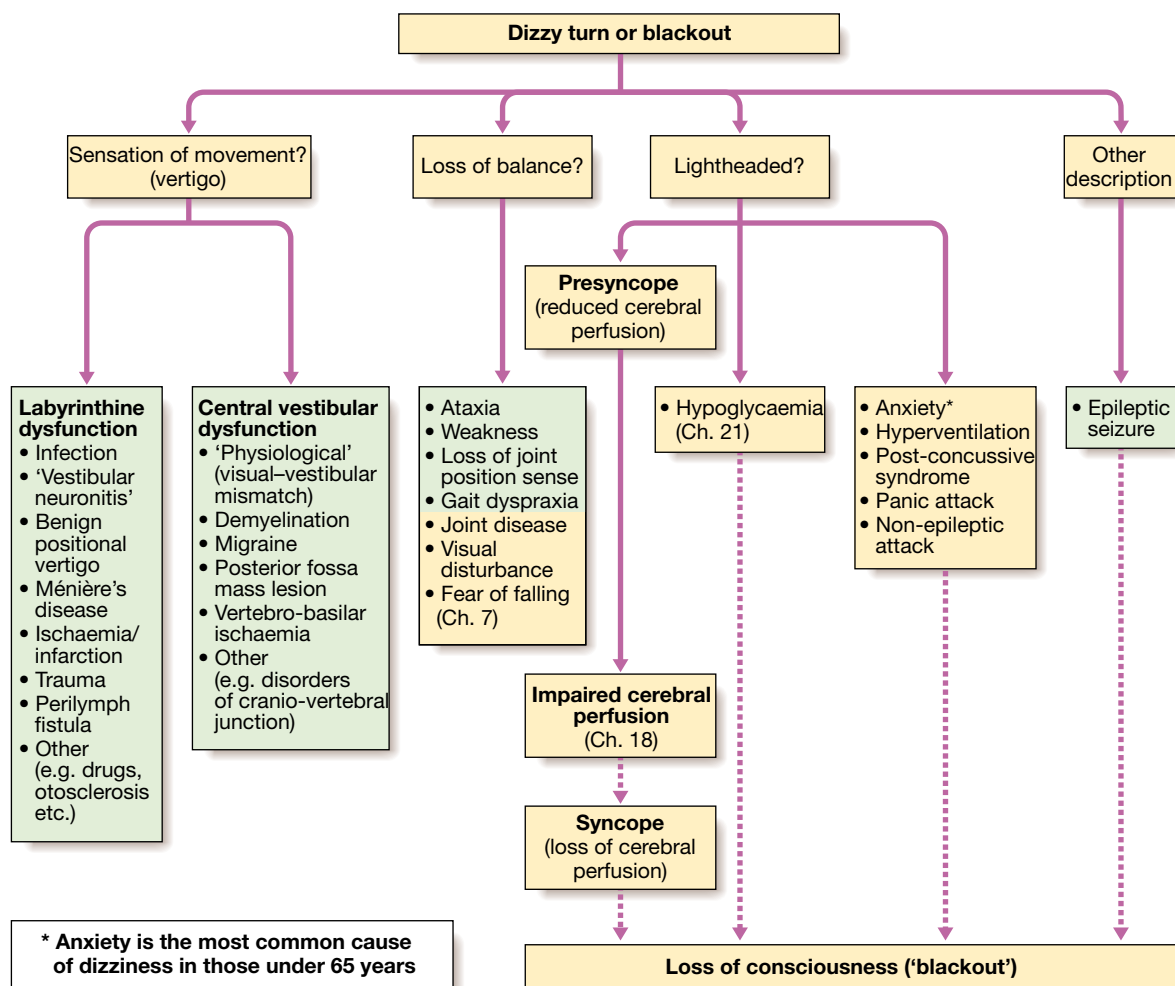 Dizzy turn or blackout
Sensation of movement?
(vertigo)
Loss of balance?
Lightheaded?
Other
description
Presyncope
(reduced cerebral
perfusion)
Labyrinthine
dysfunction
• Infection
• ‘Vestibular
neuronitis’
• Benign
positional
vertigo
• Ménière’s
disease
• Ischaemia/
infarction
• Trauma
• Perilymph
fistula
• Other
(e.g. drugs,
otosclerosis
etc.)
Central vestibular
dysfunction
• ‘Physiological’
(visual–vestibular
mismatch)
• Demyelination
• Migraine
• Posterior fossa
mass lesion
• Vertebro-basilar
ischaemia
• Other
(e.g. disorders
of cranio-vertebral
junction)
• Ataxia
• Weakness
• Loss of joint
position sense
• Gait dyspraxia
• Joint disease
• Visual
disturbance
• Fear of falling
(Ch. 7)
• Hypoglycaemia
(Ch. 21)
• Anxiety*
• Hyperventilation
• Post-concussive
syndrome
• Panic attack
• Non-epileptic
attack
• Epileptic
seizure
Impaired cerebral
perfusion
(Ch. 18)
Syncope
(loss of cerebral
perfusion)
* Anxiety is the most common cause
of dizziness in those under 65 years
Loss of consciousness (‘blackout’)